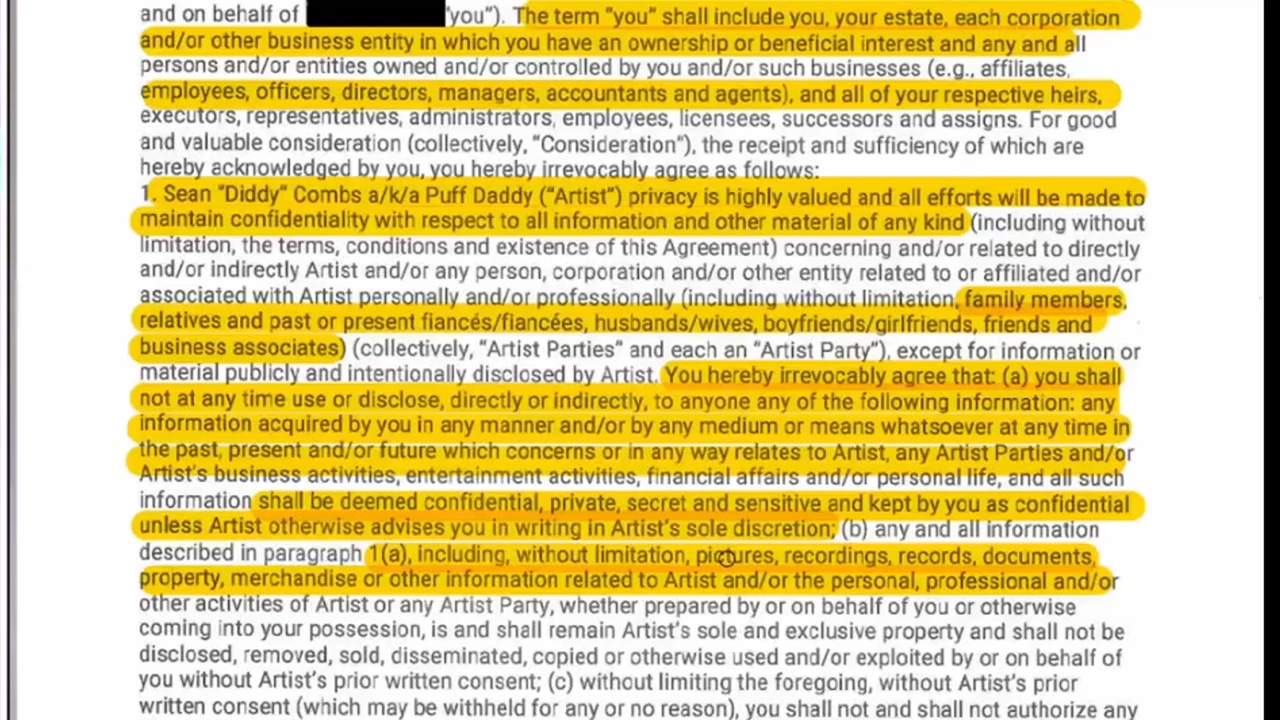 and on behalf of "you"). The term "you" shall include you, your estate, each corporation
and/or other business entity in which you have an ownership or beneficial interest and any and all
persons and/or entities owned and/or controlled by you and/or such businesses (e.g., affiliates,
employees, officers, directors, managers, accountants and agents), and all of your respective heirs,
executors, representatives, administrators, employees, licensees, successors and assigns. For good
and valuable consideration (collectively, "Consideration"), the receipt and sufficiency of which are
hereby acknowledged by you, you hereby irrevocably agree as follows:
1. Sean "Diddy" Combs a/k/a Puff Daddy ("Artist") privacy is highly valued and all efforts will be made to
maintain confidentiality with respect to all information and other material of any kind (including without
limitation, the terms, conditions and existence of this Agreement) concerning and/or related to directly
and/or indirectly Artist and/or any person, corporation and/or other entity related to or affiliated and/or
associated with Artist personally and/or professionally (including without limitation, family members,
relatives and past or present fiancés/fiancées, husbands/wives, boyfriends/girlfriends, friends and
business associates) (collectively, "Artist Parties" and each an "Artist Party"), except for information or
material publicly and intentionally disclosed by Artist. You hereby irrevocably agree that: (a) you shall
not at any time use or disclose, directly or indirectly, to anyone any of the following information: any
information acquired by you in any manner and/or by any medium or means whatsoever at any time in
the past, present and/or future which concerns or in any way relates to Artist, any Artist Parties and/or
Artist's business activities, entertainment activities, financial affairs and/or personal life, and all such
information shall be deemed confidential, private, secret and sensitive and kept by you as confidential
unless Artist otherwise advises you in writing in Artist's sole discretion; (b) any and all information
described in paragraph 1(a), including, without limitation, pictures, recordings, records, documents,
property, merchandise or other information related to Artist and/or the personal, professional and/or
other activities of Artist or any Artist Party, whether prepared by or on behalf of you or otherwise
coming into your possession, is and shall remain Artist's sole and exclusive property and shall not be
disclosed, removed, sold, disseminated, copied or otherwise used and/or exploited by or on behalf of
you without Artist's prior written consent; (c) without limiting the foregoing, without Artist's prior
written consent (which may be withheld for any or no reason), you shall not and shall not authorize any